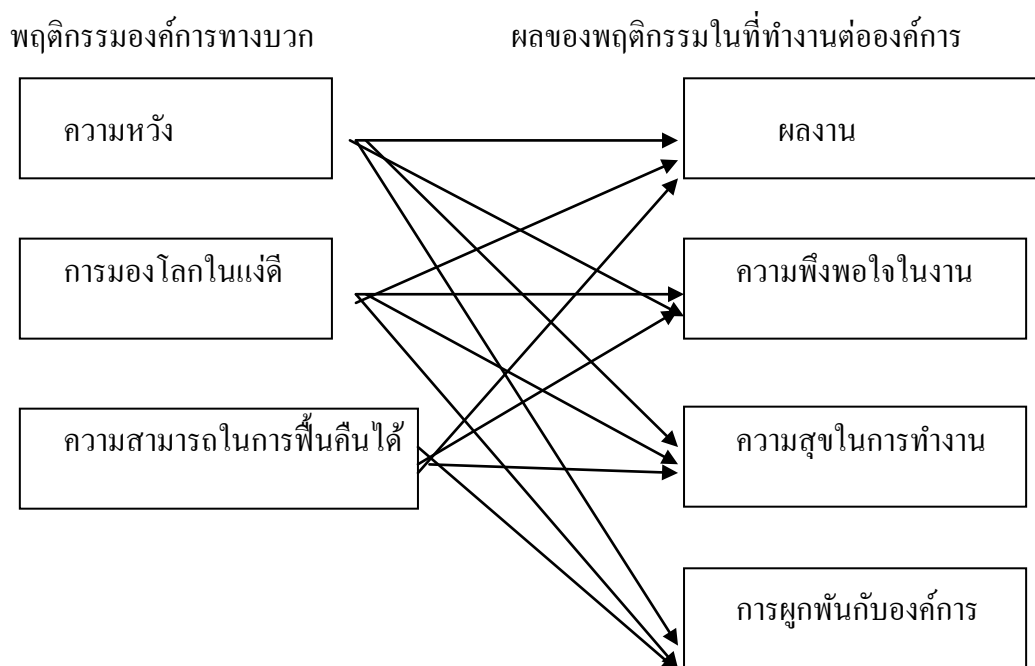 พฤติกรรมองค์การทางบวก ผลของพฤติกรรมในที่ทำงานต่อองค์การ
ความหวัง ผลงาน
การมองโลกในแง่ดี ความพึงพอใจในงาน
ความสามารถในการฟื้นคืนได้ ความสุขในการทำงาน
การผูกพันกับองค์การ